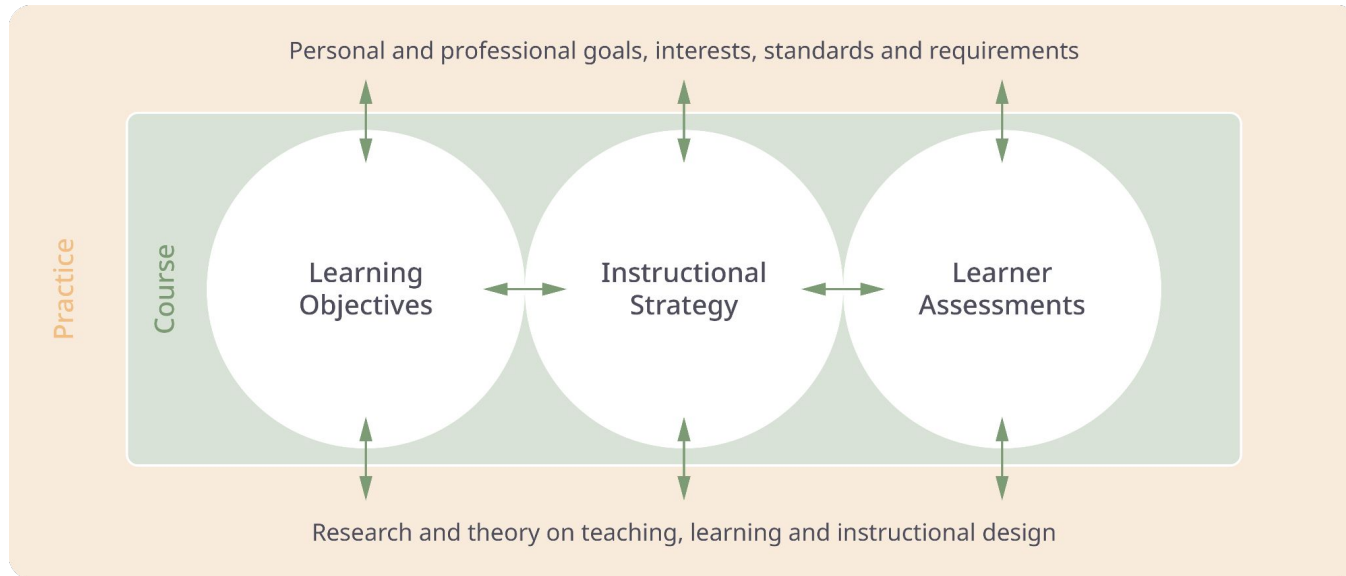 Personal and professional goals, interests, standards and requirements
Practice
Course
Learning
Objectives
Instructional
Strategy
Learner
Assessments
Research and theory on teaching, learning and instructional design